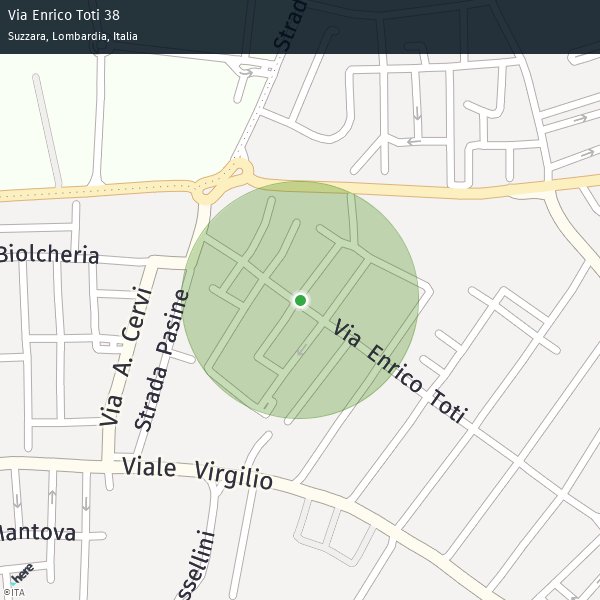 Via Enrico Toti 38
Suzzara, Lombardia, Italia
Strad
Biolcheria
Via A. Cervi
Strada Pasine
Via Enrico Toti
Viale Virgilio
Mantova
ssellini
here
©ITA